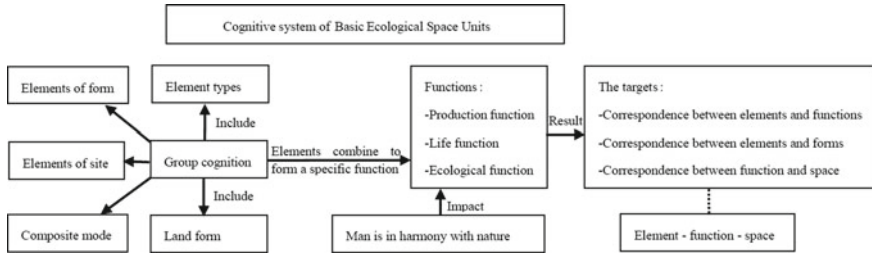 Cognitive system of Basic Ecological Space Units
Elements of form
Element types
Include
Elements of site
Group cognition
Include
Composite mode
Land form
Elements combine to
form a specific function
Functions :
-Production function
-Life function
-Ecological function
Impact
Man is in harmony with nature
Result
The targets :
-Correspondence between elements and functions
-Correspondence between elements and forms
-Correspondence between function and space
Element - function - space